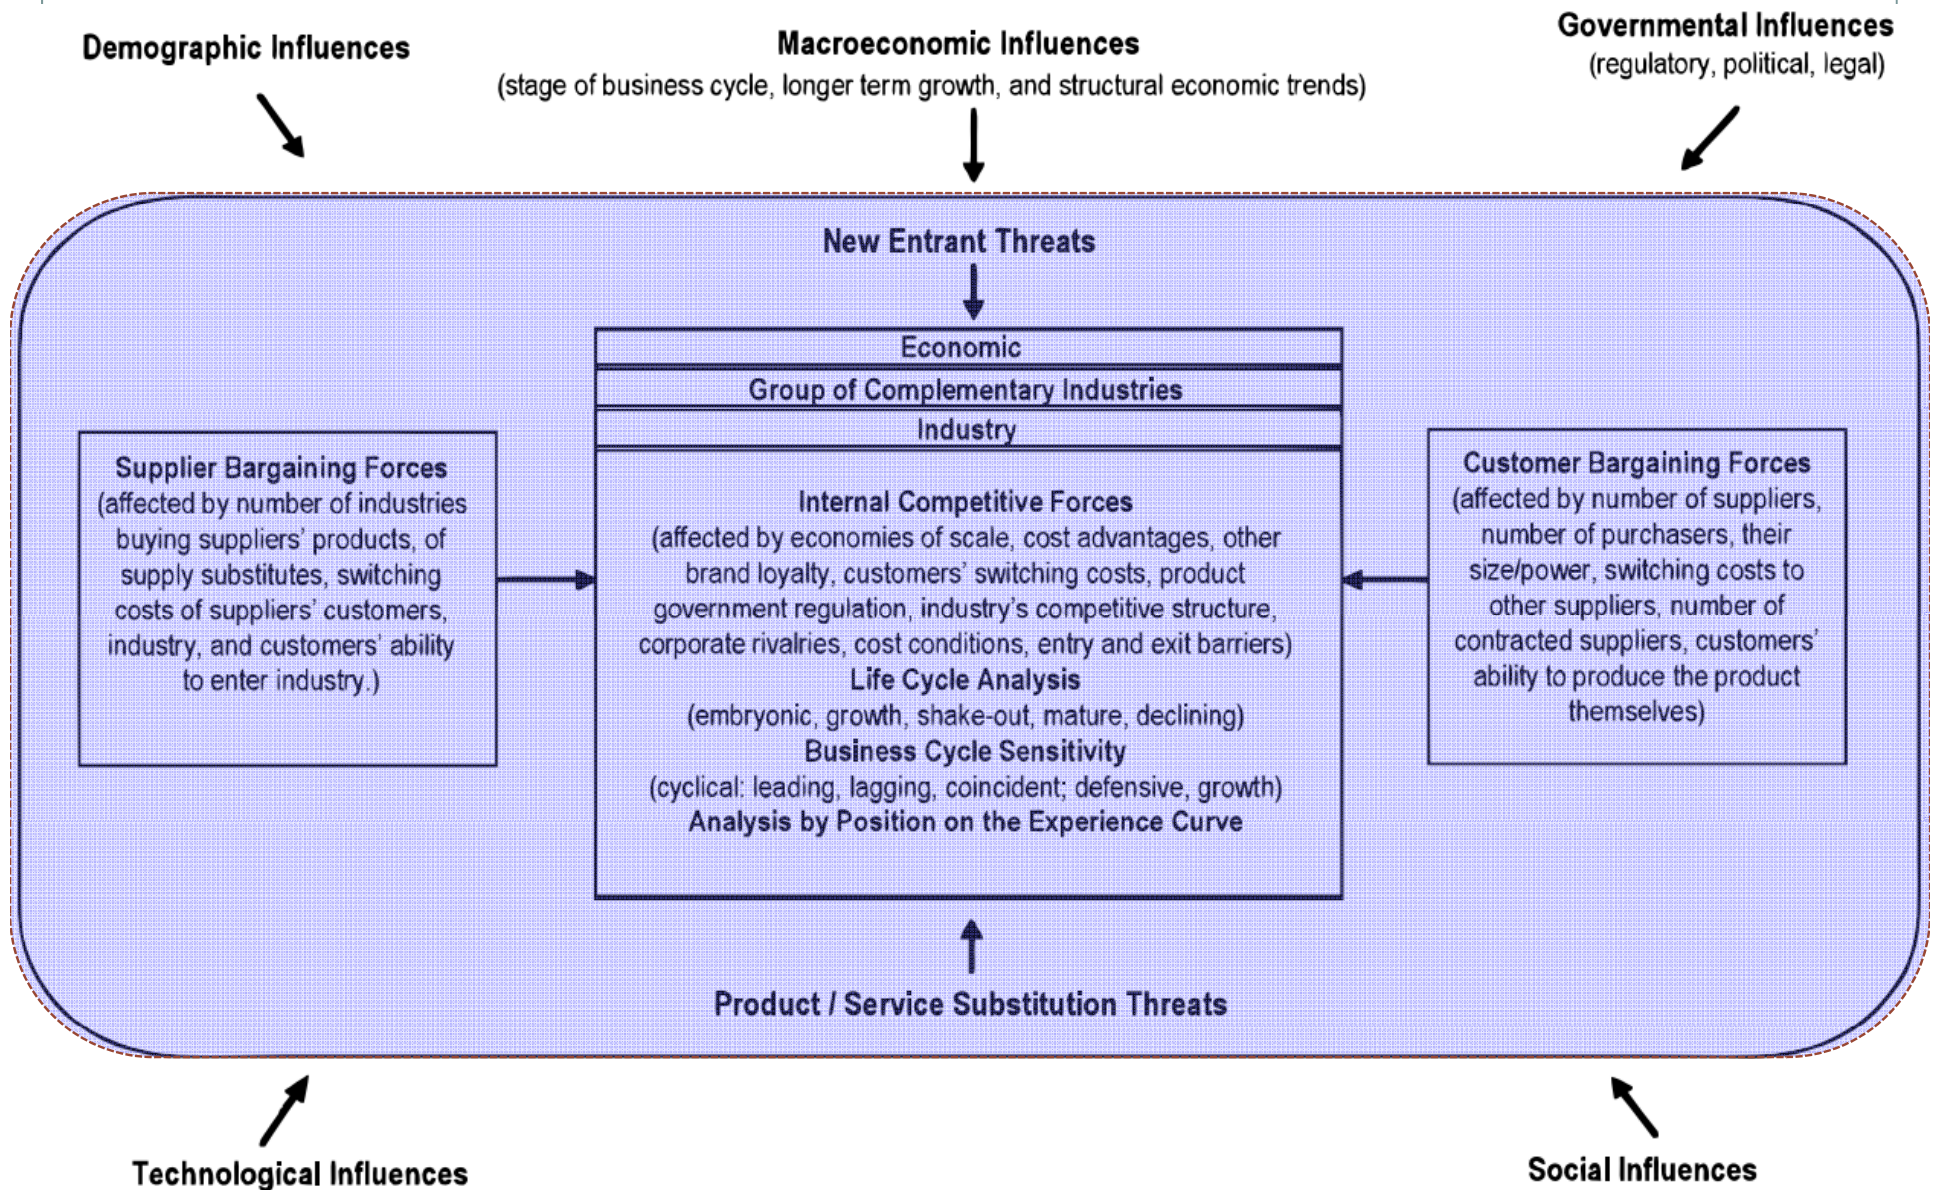 Demographic Influences
Macroeconomic Influences
(stage of business cycle, longer term growth, and structural economic trends)
Governmental Influences
(regulatory, political, legal)
New Entrant Threats
Economic
Group of Complementary Industries
Industry
Supplier Bargaining Forces
(affected by number of industries
buying suppliers' products, of
supply substitutes, switching
costs of suppliers' customers,
industry, and customers' ability
to enter industry.)
Internal Competitive Forces
(affected by economies of scale, cost advantages, other
brand loyalty, customers' switching costs, product
government regulation, industry's competitive structure,
corporate rivalries, cost conditions, entry and exit barriers)
Life Cycle Analysis
(embryonic, growth, shake-out, mature, declining)
Business Cycle Sensitivity
(cyclical: leading, lagging, coincident; defensive, growth)
Analysis by Position on the Experience Curve
Customer Bargaining Forces
(affected by number of suppliers,
number of purchasers, their
size/power, switching costs to
other suppliers, number of
contracted suppliers, customers'
ability to produce the product
themselves)
Product / Service Substitution Threats
Technological Influences
Social Influences